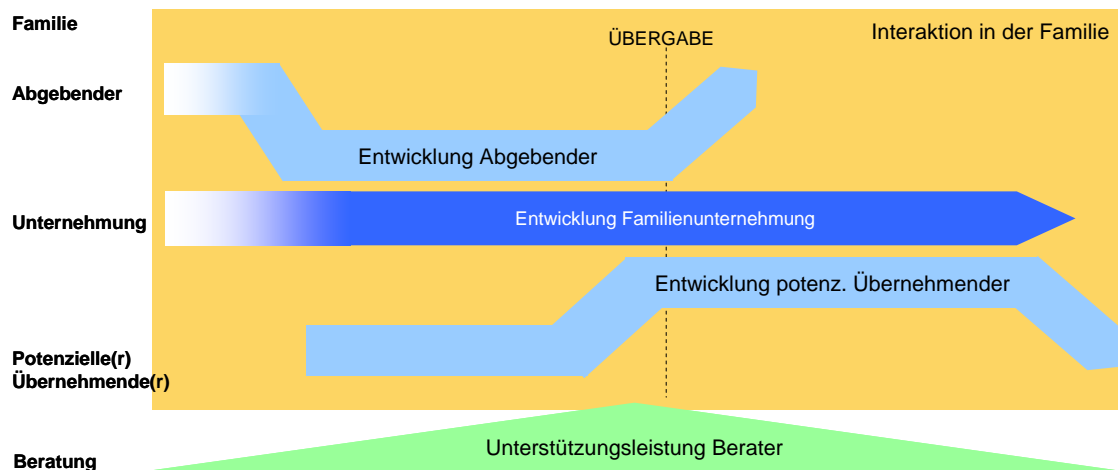 Familie
Interaktion in der Familie
ÜBERGABE
Abgebender
Entwicklung Abgebender
Unternehmung
Entwicklung Familienunternehmung
Entwicklung potenz. Übernehmender
Potenzielle(r)
Übernehmende(r)
Unterstützungsleistung Berater
Beratung